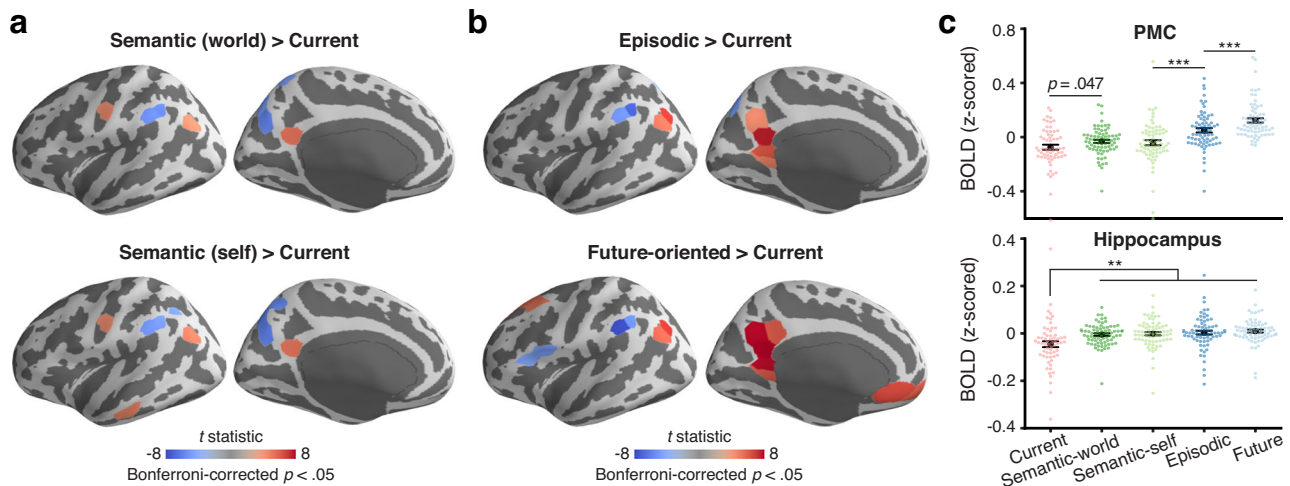 a
Semantic (world) > Current
Semantic (self) > Current
t statistic
-8 8
Bonferroni-corrected p < .05
b
Episodic > Current
Future-oriented > Current
t statistic
-8 8
Bonferroni-corrected p < .05
c
PMC
BOLD (z-scored)
0.8
0.4
0
-0.4
p = .047
***
***
Hippocampus
BOLD (z-scored)
0.4
0.2
0
-0.2
-0.4
**
Current
Semantic-world
Semantic-self
Episodic
Future